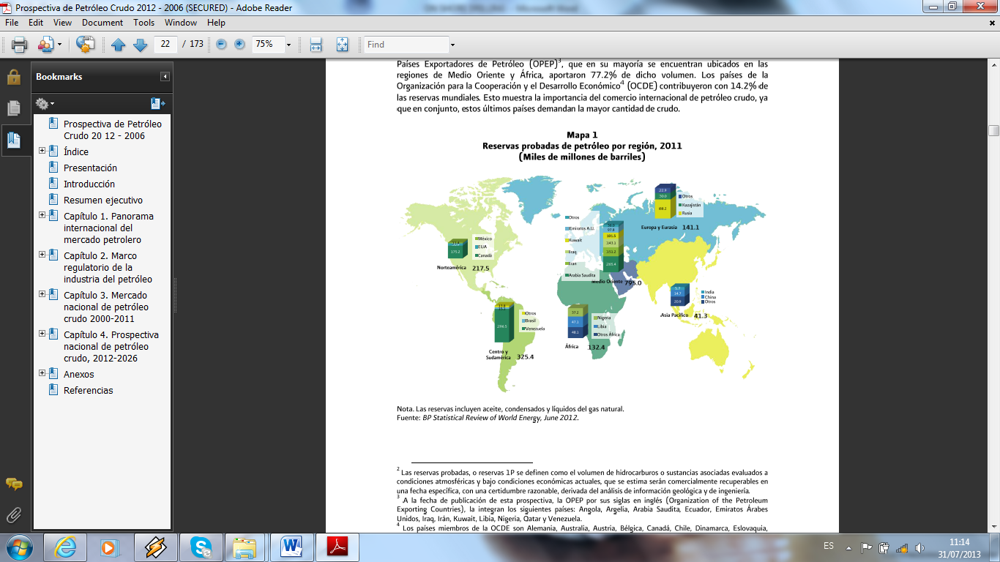 Prospectiva de Petróleo Crudo 2012 - 2006 (SECURED) - Adobe Reader
File Edit View Document Tools Window Help
22 / 173 75% Find
Bookmarks
Prospectiva de Petróleo
Crudo 20 12 - 2006
Índice
Presentación
Introducción
Resumen ejecutivo
Capítulo 1. Panorama
internacional del
mercado petrolero
Capítulo 2. Marco
regulatorio de la
industria del petróleo
Capítulo 3. Mercado
nacional de petróleo
crudo 2000-2011
Capítulo 4. Prospectiva
nacional de petróleo
crudo, 2012-2026
Anexos
Referencias
Países Exportadores de Petróleo (OPEP)3, que en su mayoría se encuentran ubicados en las
regiones de Medio Oriente y África, aportaron 77.2% de dicho volumen. Los países de la
Organización para la Cooperación y el Desarrollo Económico4 (OCDE) contribuyeron con 14.2% de
las reservas mundiales. Esto muestra la importancia del comercio internacional de petróleo crudo, ya
que en conjunto, estos últimos países demandan la mayor cantidad de crudo.
Mapa 1
Reservas probadas de petróleo por región, 2011
(Miles de millones de barriles)
México
EUA
Canadá
175.2
Norteamérica 217.5
Otros
Brasil
Venezuela
296.5
Centro y
Sudamérica 325.4
Otros
Emiratos A.U.
Kuwait
Iraq
Iran
Arabia Saudita
97.8
101.5
143.1
151.2
265.4
Medio Oriente 795.0
22.9
30.0
88.2
Otros
Kazajistán
Rusia
Europa y Eurasia 141.1
37.2
47.1
48.1
Nigeria
Libia
Otros África
África 132.4
5.7
14.7
20.9
India
China
Otros
Asia Pacífico 41.3
Nota. Las reservas incluyen aceite, condensados y líquidos del gas natural.
Fuente: BP Statistical Review of World Energy, June 2012.
2 Las reservas probadas, o reservas 1P se definen como el volumen de hidrocarburos o sustancias asociadas evaluados a
condiciones atmosféricas y bajo condiciones económicas actuales, que se estima serán comercialmente recuperables en
una fecha específica, con una certidumbre razonable, derivada del análisis de información geológica y de ingeniería.
3 A la fecha de publicación de esta prospectiva, la OPEP por sus siglas en inglés (Organization of the Petroleum
Exporting Countries), la integran los siguientes países: Angola, Argelia, Arabia Saudita, Ecuador, Emiratos Árabes
Unidos, Iraq, Irán, Kuwait, Libia, Nigeria, Qatar y Venezuela.
4 Los países miembros de la OCDE son Alemania, Australia, Austria, Bélgica, Canadá, Chile, Dinamarca, Eslovaquia,
ES
11:14
31/07/2013